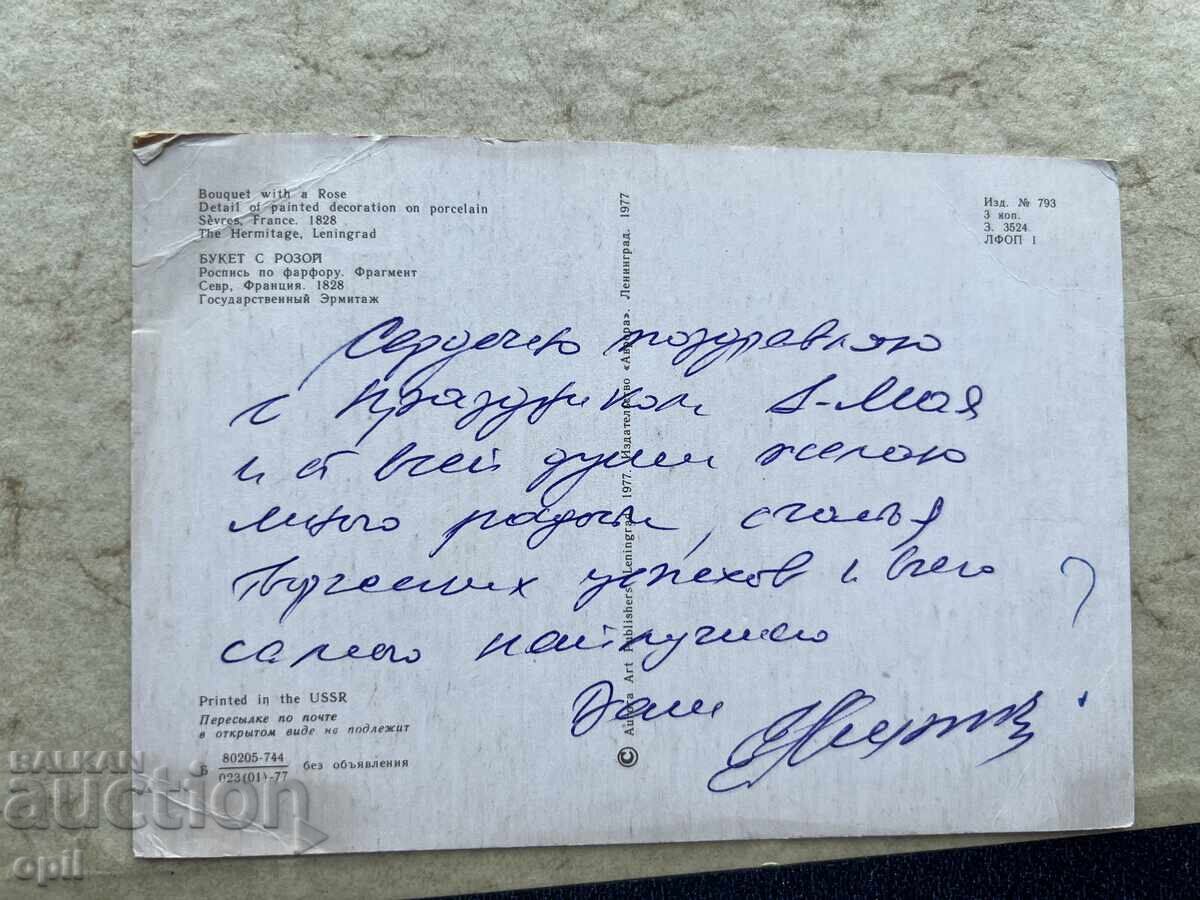 Bouquet with a Rose
Detail of painted decoration on porcelain
Sèvres, France. 1828
The Hermitage, Leningrad
БУКЕТ С РОЗОЙ
Роспись по фарфору. Фрагмент
Севр, Франция. 1828
Государственный Эрмитаж
Изд. № 793
3 коп.
З. 3524
ЛФОП 1
Сердечно поздравляю
с праздником 1-Мая
и от всей души желаю
много радости, счастья
творческих успехов и всего
самого наилучшего
© Aurora Art Publishers Leningrad 1977. Издательство «Аврора». Ленинград. 1977
Printed in the USSR
Пересылке по почте
в открытом виде не подлежит
Б 80205-744
023(01)-77 без объявления
BALKAN
auction
opil